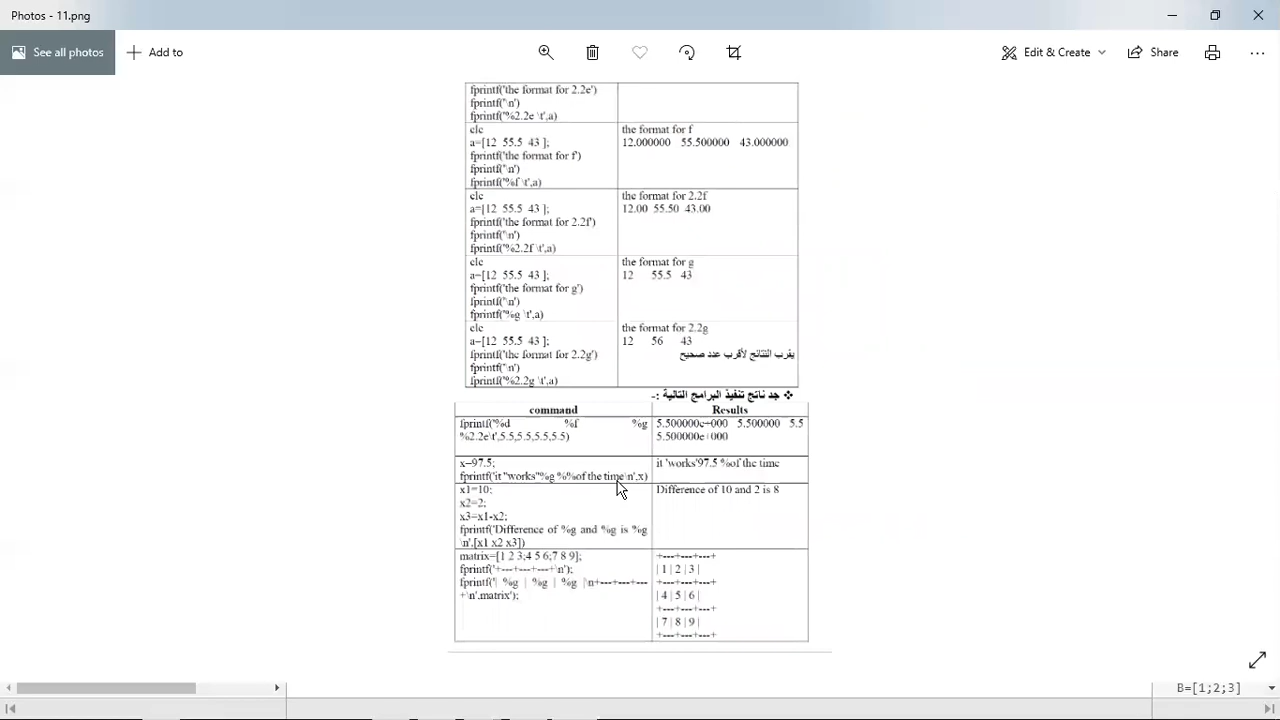 Photos - 11.png
See all photos
Add to
Edit & Create
Share
fprintf('the format for 2.2e')
fprintf('\n')
fprintf('%2.2e \t',a)
clc
a=[12 55.5 43 ];
fprintf('the format for f')
fprintf('\n')
fprintf('%f \t',a)
the format for f
12.000000 55.500000 43.000000
clc
a=[12 55.5 43 ];
fprintf('the format for 2.2f')
fprintf('\n')
fprintf('%2.2f \t',a)
the format for 2.2f
12.00 55.50 43.00
clc
a=[12 55.5 43 ];
fprintf('the format for g')
fprintf('\n')
fprintf('%g \t',a)
the format for g
12 55.5 43
clc
a=[12 55.5 43 ];
fprintf('the format for 2.2g')
fprintf('\n')
fprintf('%2.2g \t',a)
the format for 2.2g
12 56 43
يقرب النتائج لأقرب عدد صحيح
❖ جد ناتج تنفيذ البرامج التالية :-
command
Results
fprintf('%d %f %g
%2.2e\t',5.5,5.5,5.5,5.5)
5.500000e+000 5.500000 5.5
5.500000e+000
x=97.5;
fprintf('it ''works''%g %%of the time\n',x)
it 'works'97.5 %of the time
x1=10;
x2=2;
x3=x1-x2;
fprintf('Difference of %g and %g is %g
\n',[x1 x2 x3])
Difference of 10 and 2 is 8
matrix=[1 2 3;4 5 6;7 8 9];
fprintf('+---+---+---+\n');
fprintf('| %g | %g | %g |\n+---+---+---
+\n',matrix');
+---+---+---+
| 1 | 2 | 3 |
+---+---+---+
| 4 | 5 | 6 |
+---+---+---+
| 7 | 8 | 9 |
+---+---+---+
B=[1;2;3]